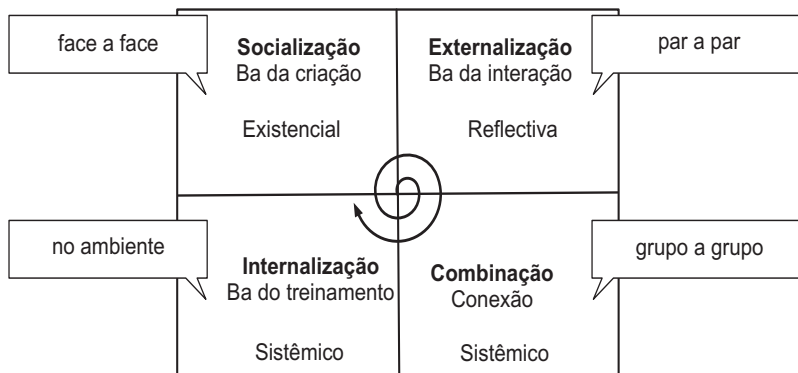 face a face
Socialização
Ba da criação
Existencial
Externalização
Ba da interação
Reflectiva
par a par
no ambiente
Internalização
Ba do treinamento
Sistêmico
Combinação
Conexão
Sistêmico
grupo a grupo